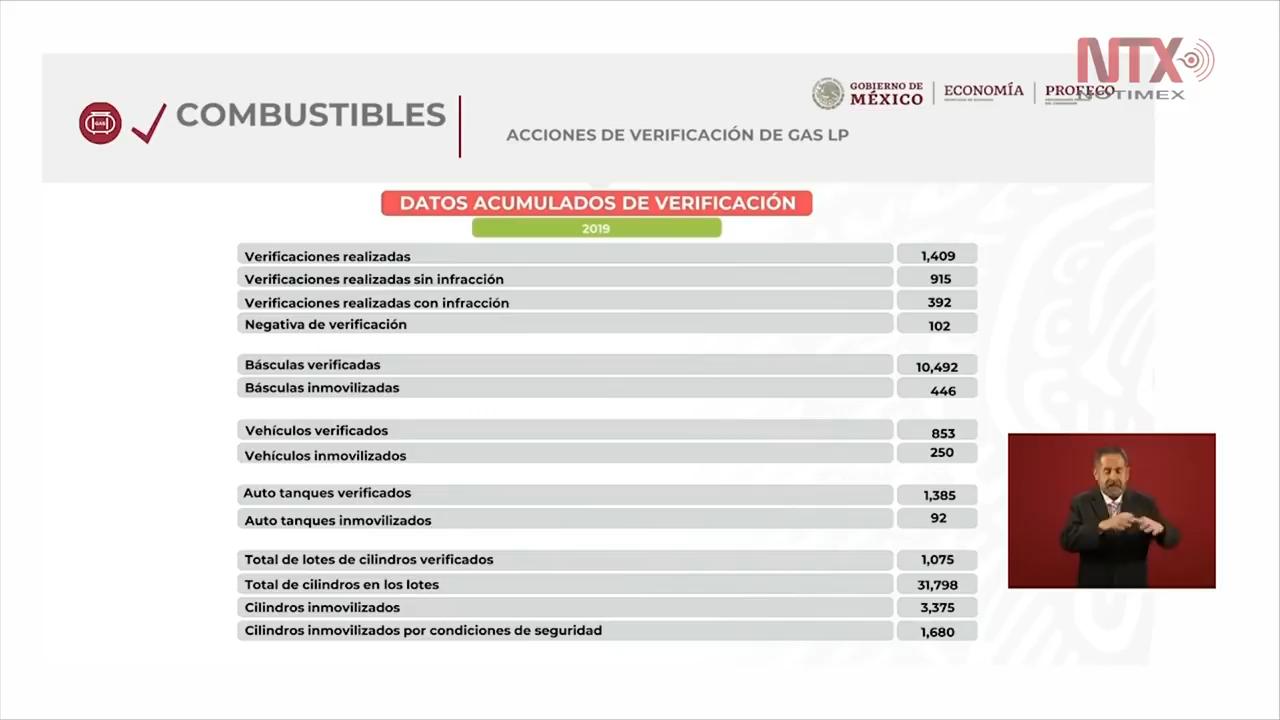 NTX
NOTIMEX
GAS
COMBUSTIBLES
GOBIERNO DE
MÉXICO
ECONOMÍA
PROFECO
ACCIONES DE VERIFICACIÓN DE GAS LP
DATOS ACUMULADOS DE VERIFICACIÓN
2019
Verificaciones realizadas 1,409
Verificaciones realizadas sin infracción 915
Verificaciones realizadas con infracción 392
Negativa de verificación 102
Básculas verificadas 10,492
Básculas inmovilizadas 446
Vehículos verificados 853
Vehículos inmovilizados 250
Auto tanques verificados 1,385
Auto tanques inmovilizados 92
Total de lotes de cilindros verificados 1,075
Total de cilindros en los lotes 31,798
Cilindros inmovilizados 3,375
Cilindros inmovilizados por condiciones de seguridad 1,680